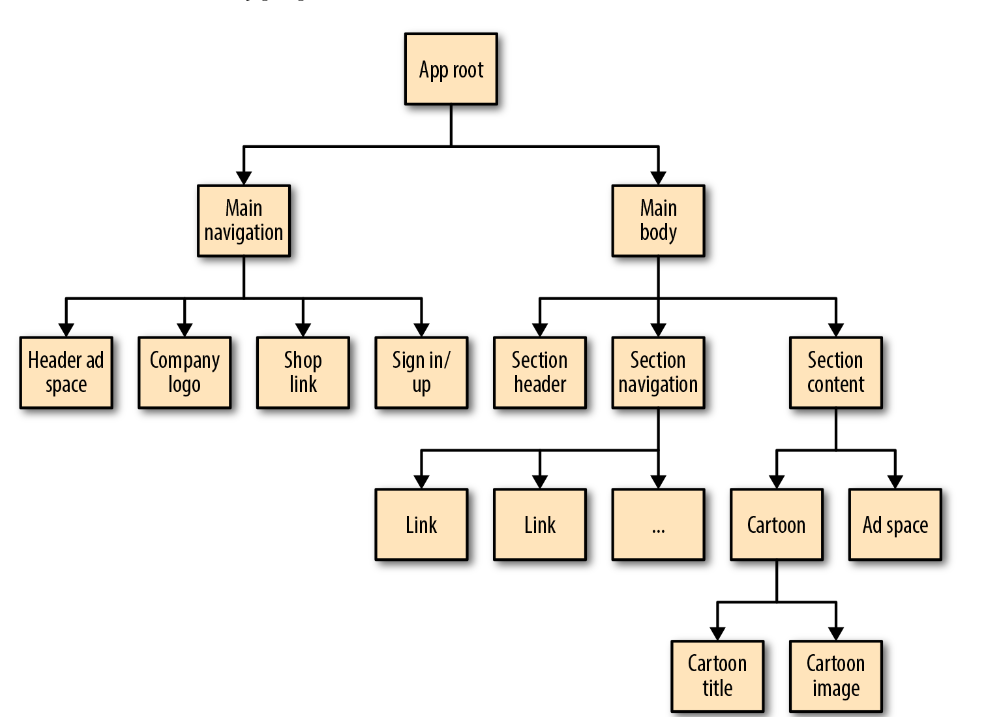 App root
Main
navigation
Main
body
Header ad
space
Company
logo
Shop
link
Sign in/
up
Section
header
Section
navigation
Section
content
Link
Link
...
Cartoon
Ad space
Cartoon
title
Cartoon
image